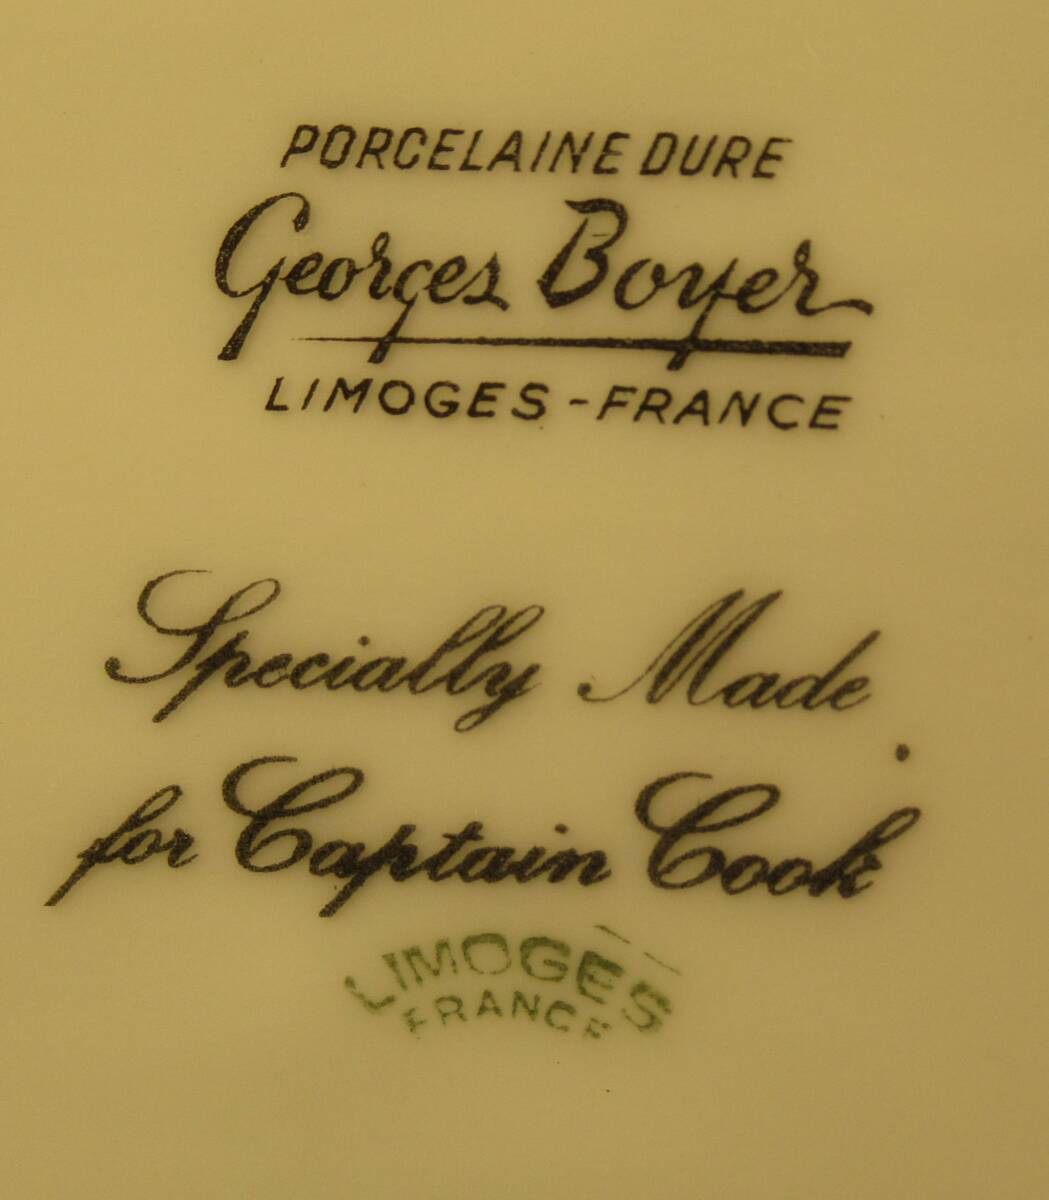 PORCELAINE DURE
Georges Boyer
LIMOGES-FRANCE
Specially Made
for Captain Cook
LIMOGES
FRANCE